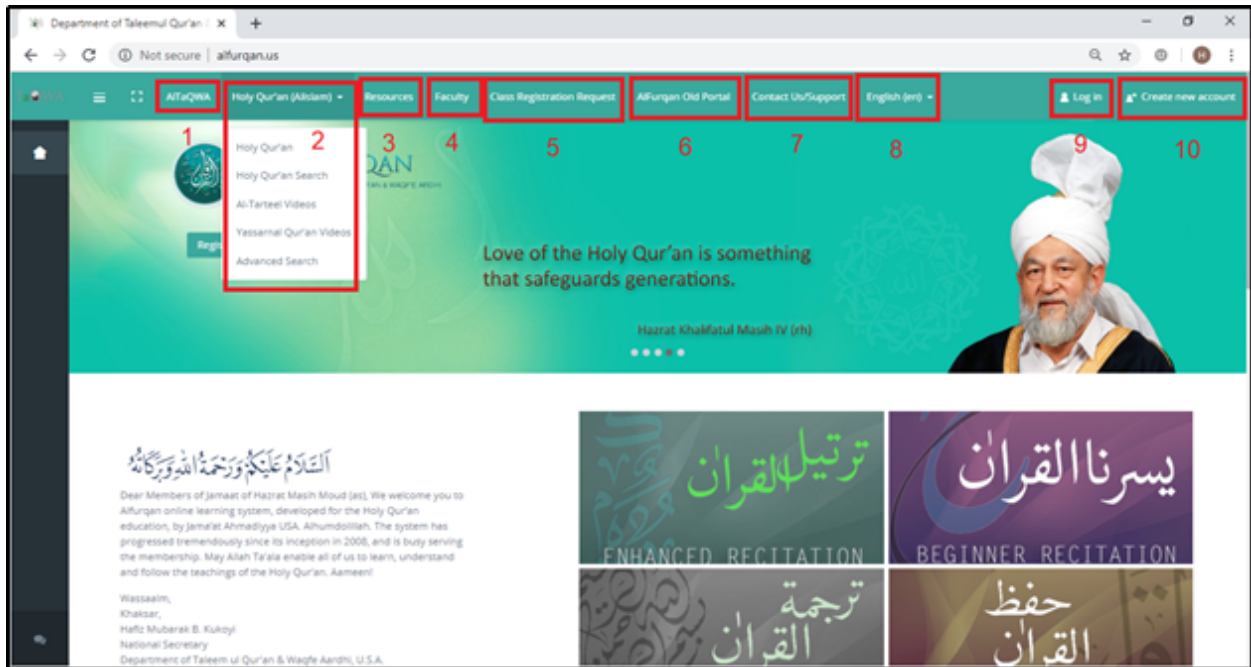 Department of Taleemul Qur'an
Not secure | alfurqan.us
H
AlTaQWA
Holy Qur'an (Alislam)
Resources
Faculty
Class Registration Request
AlFurqan Old Portal
Contact Us/Support
English (en)
Log in
Create new account
1
2
3
4
5
6
7
8
9
10
Holy Qur'an
Holy Qur'an Search
Al-Tarteel Videos
Yassarnal Qur'an Videos
Advanced Search
QAN
Regis
Love of the Holy Qur'an is something
that safeguards generations.
Hazrat Khalifatul Masih IV (rh)
اَلسَّلَامُ عَلَيْكُمْ وَرَحْمَةُ اللهِ وَبَرَكَاتُهُ
Dear Members of Jamaat of Hazrat Masih Moud (as), We welcome you to
Alfurqan online learning system, developed for the Holy Qur'an
education, by Jama'at Ahmadiyya USA. Alhumdolillah. The system has
progressed tremendously since its inception in 2008, and is busy serving
the membership. May Allah Ta'ala enable all of us to learn, understand
and follow the teachings of the Holy Qur'an. Aameen!
Wassaalm,
Khaksar,
Hafiz Mubarak B. Kukoyi
National Secretary
Department of Taleem ul Qur'an & Waqfe Aardhi, U.S.A.
ترتيل القرآن
ENHANCED RECITATION
يسرنا القرآن
BEGINNER RECITATION
ترجمة
القرآن
حفظ
القرآن